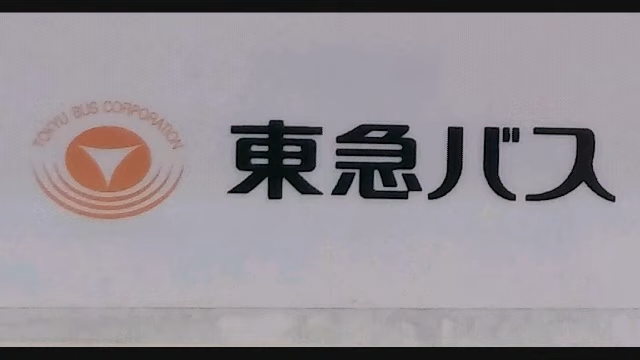 TOKYU BUS CORPORATION
東急バス